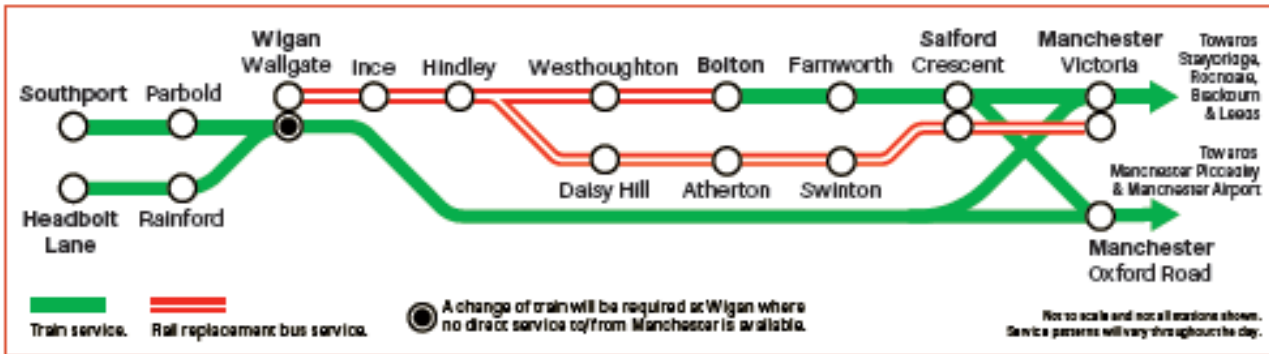 Wigan
Wallgate
Ince
Hindley
Westhoughton
Bolton
Farnworth
Salford
Crescent
Manchester
Victoria
Towards
Stalybridge,
Rochdale,
Blackburn
& Leeds
Southport
Parbold
Headbolt
Lane
Rainford
Daisy Hill
Atherton
Swinton
Towards
Manchester Piccadilly
& Manchester Airport
Manchester
Oxford Road
Train service.
Rail replacement bus service.
A change of train will be required at Wigan where
no direct service to/from Manchester is available.
Not to scale and not all stations shown.
Service patterns will vary throughout the day.